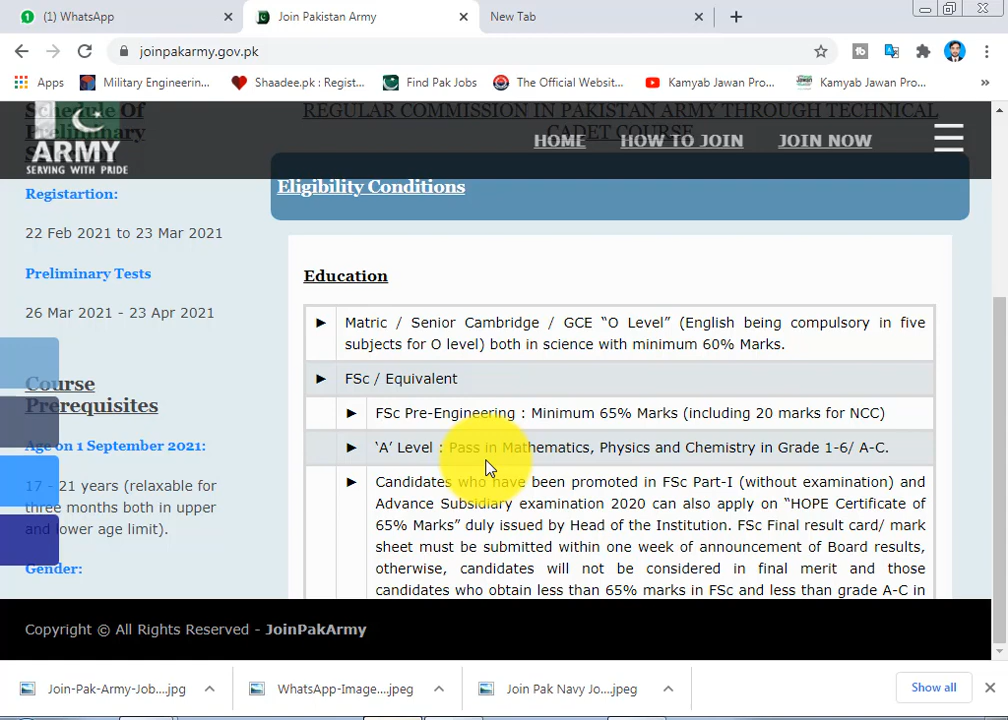 (1) WhatsApp
Join Pakistan Army
New Tab
joinpakarmy.gov.pk
Apps
Military Engineerin...
Shaadee.pk : Regist...
Find Pak Jobs
The Official Websit...
Kamyab Jawan Pro...
Kamyab Jawan Pro...
»
Schedule Of
Preliminary
ARMY
SERVING WITH PRIDE
REGULAR COMMISSION IN PAKISTAN ARMY THROUGH TECHNICAL
CADET COURSE
HOME
HOW TO JOIN
JOIN NOW
Registartion:
22 Feb 2021 to 23 Mar 2021
Preliminary Tests
26 Mar 2021 - 23 Apr 2021
Course
Prerequisites
Age on 1 September 2021:
17 - 21 years (relaxable for
three months both in upper
and lower age limit).
Gender:
Eligibility Conditions
Education
Matric / Senior Cambridge / GCE “O Level” (English being compulsory in five
subjects for O level) both in science with minimum 60% Marks.
FSc / Equivalent
FSc Pre-Engineering : Minimum 65% Marks (including 20 marks for NCC)
‘A’ Level : Pass in Mathematics, Physics and Chemistry in Grade 1-6/ A-C.
Candidates who have been promoted in FSc Part-I (without examination) and
Advance Subsidiary examination 2020 can also apply on “HOPE Certificate of
65% Marks” duly issued by Head of the Institution. FSc Final result card/ mark
sheet must be submitted within one week of announcement of Board results,
otherwise, candidates will not be considered in final merit and those
candidates who obtain less than 65% marks in FSc and less than grade A-C in
Copyright © All Rights Reserved - JoinPakArmy
Join-Pak-Army-Job....jpg
WhatsApp-Image....jpeg
Join Pak Navy Jo....jpeg
Show all